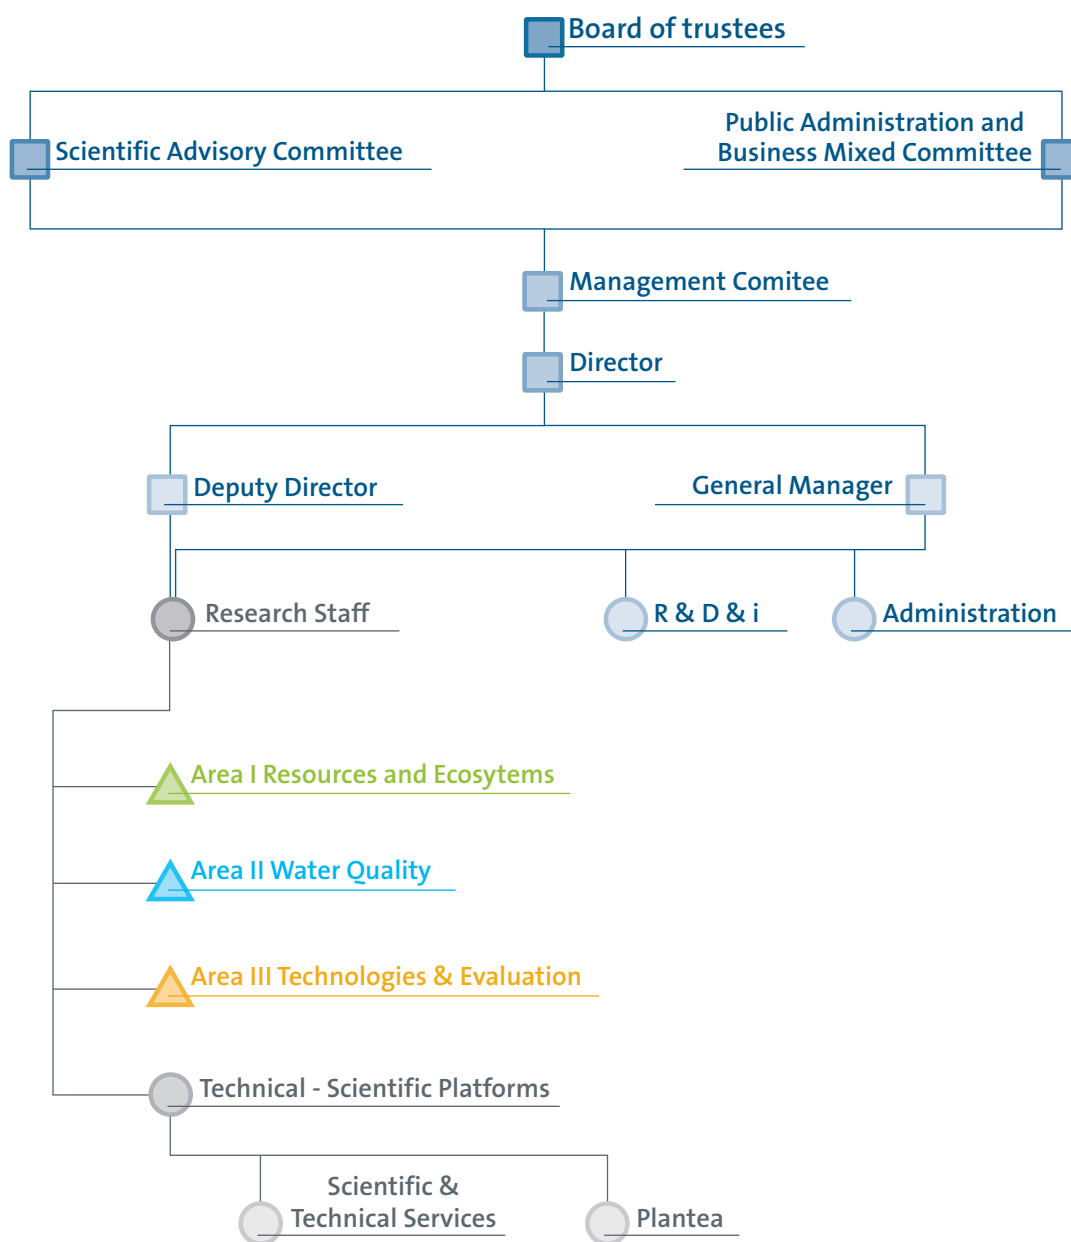 Board of trustees
Scientific Advisory Committee
Public Administration and
Business Mixed Committee
Management Comitee
Director
Deputy Director
General Manager
Research Staff
R & D & i
Administration
Area I Resources and Ecosytems
Area II Water Quality
Area III Technologies & Evaluation
Technical - Scientific Platforms
Scientific &
Technical Services
Plantea